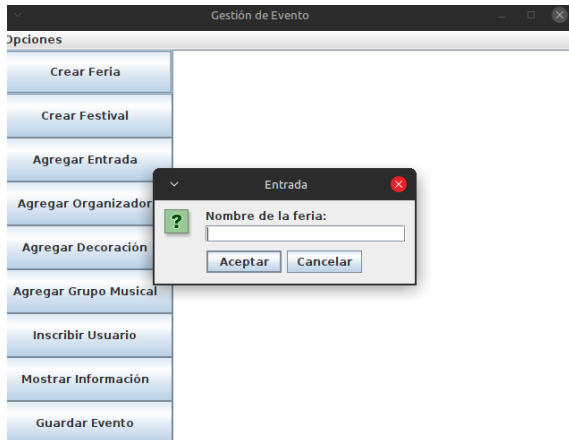 Gestión de Evento
Opciones
Crear Feria
Crear Festival
Agregar Entrada
Agregar Organizador
Agregar Decoración
Agregar Grupo Musical
Inscribir Usuario
Mostrar Información
Guardar Evento
Entrada
?
Nombre de la feria:
Aceptar
Cancelar